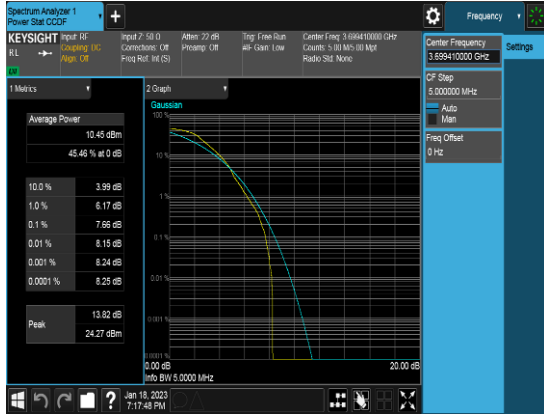 Spectrum Analyzer 1
Power Stat CCDF
+
Frequency
KEYSIGHT
Input: RF
Input Z: 50 Ω
Atten: 22 dB
Trig: Free Run
Center Freq: 3.699410000 GHz
RL
Coupling: DC
Corrections: Off
Preamp: Off
#IF Gain: Low
Counts: 5.00 M/5.00 Mpt
Align: Off
Freq Ref: Int (S)
Radio Std: None
Center Frequency
3.699410000 GHz
Settings
CF Step
5.000000 MHz
Auto
Man
Freq Offset
0 Hz
1 Metrics
2 Graph
Gaussian
Average Power
10.45 dBm
45.46 % at 0 dB
10.0 % 3.99 dB
1.0 % 6.17 dB
0.1 % 7.66 dB
0.01 % 8.15 dB
0.001 % 8.24 dB
0.0001 % 8.25 dB
Peak
13.82 dB
24.27 dBm
100 %
10 %
1 %
0.1 %
0.01 %
0.001 %
0.0001 %
0.00 dB
20.00 dB
Info BW 5.0000 MHz
?
Jan 18, 2023
7:17:48 PM